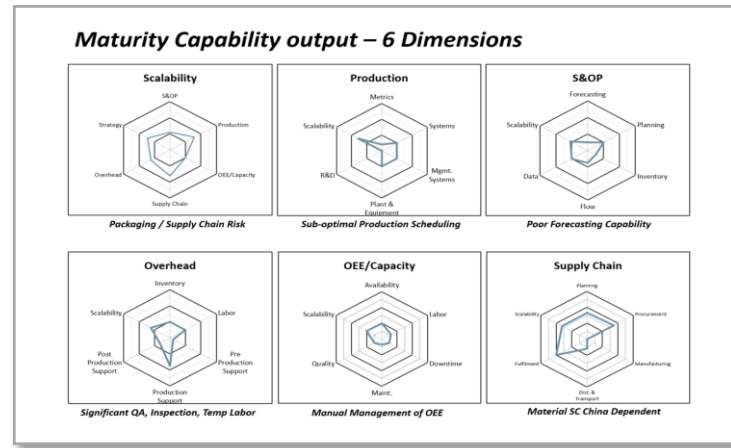 Maturity Capability output – 6 Dimensions
Scalability
S&OP
Strategy
Production
Overhead
OEE/Capacity
Supply Chain
Packaging / Supply Chain Risk
Production
Metrics
Scalability
Systems
R&D
Mgmt.
Systems
Plant &
Equipment
Sub-optimal Production Scheduling
S&OP
Forecasting
Scalability
Planning
Data
Inventory
Flow
Poor Forecasting Capability
Overhead
Inventory
Scalability
Labor
Post
Production
Support
Pre
Production
Support
Production
Support
Significant QA, Inspection, Temp Labor
OEE/Capacity
Availability
Scalability
Labor
Quality
Downtime
Maint.
Manual Management of OEE
Supply Chain
Planning
Scalability
Procurement
Fulfilment
Manufacturing
Dist. &
Transport
Material SC China Dependent